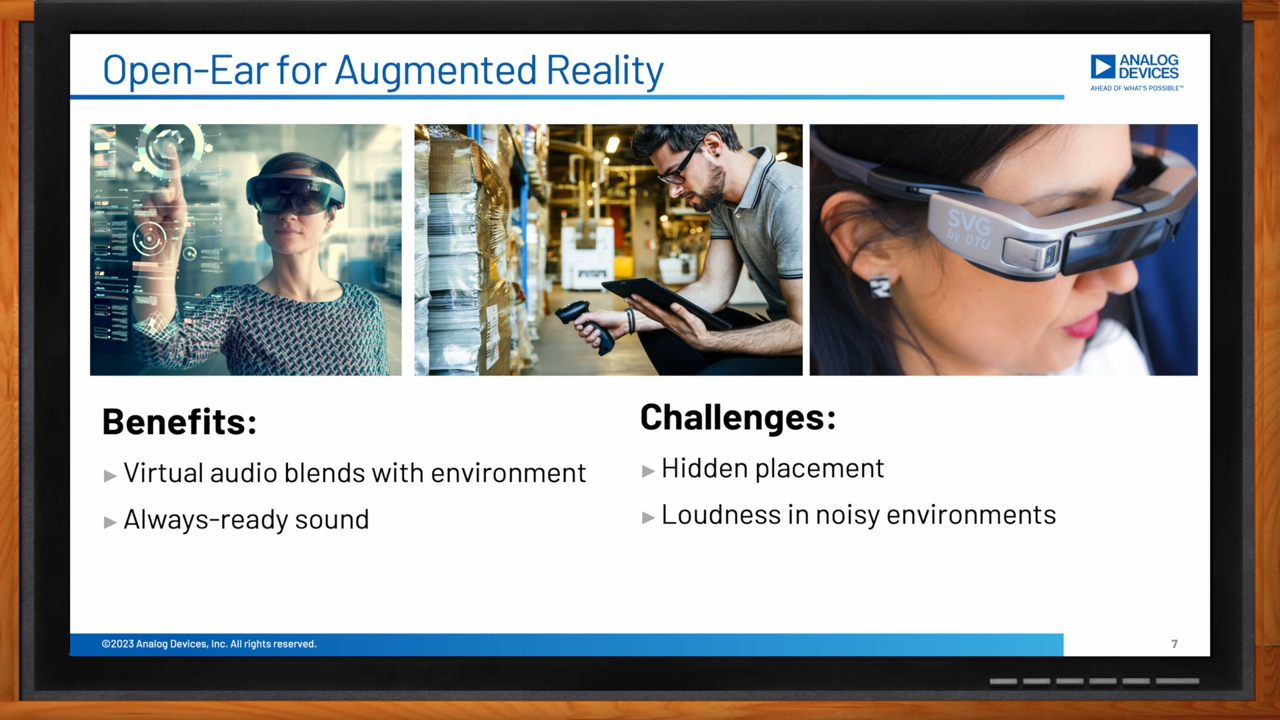 Open-Ear for Augmented Reality
ANALOG
DEVICES
AHEAD OF WHAT'S POSSIBLE™
SVG
by DTU
Benefits:
► Virtual audio blends with environment
► Always-ready sound
Challenges:
► Hidden placement
► Loudness in noisy environments
©2023 Analog Devices, Inc. All rights reserved.
7